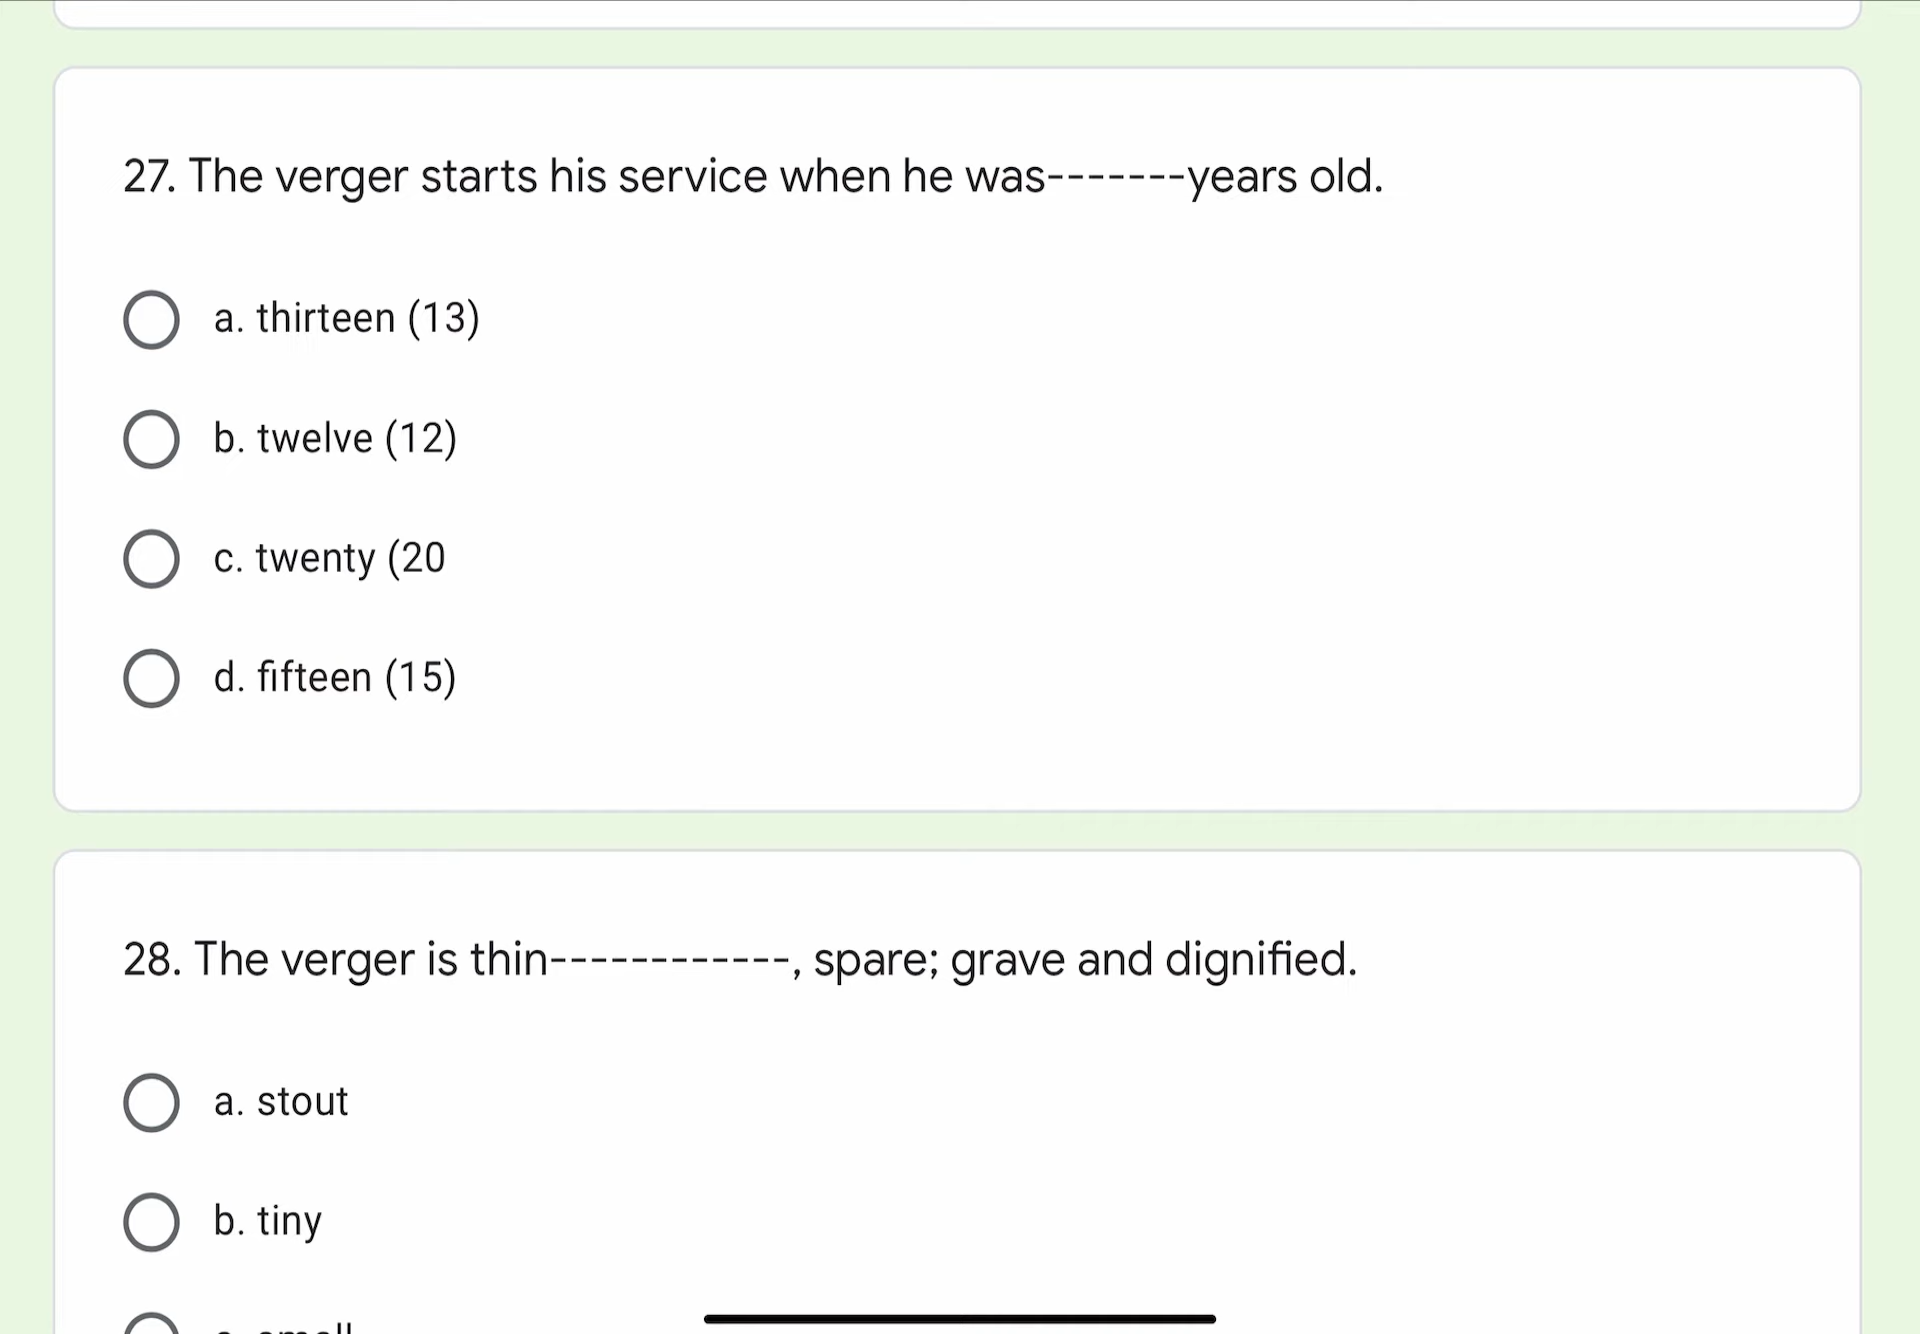 27. The verger starts his service when he was-------years old.
a. thirteen (13)
b. twelve (12)
c. twenty (20
d. fifteen (15)
28. The verger is thin------------, spare; grave and dignified.
a. stout
b. tiny